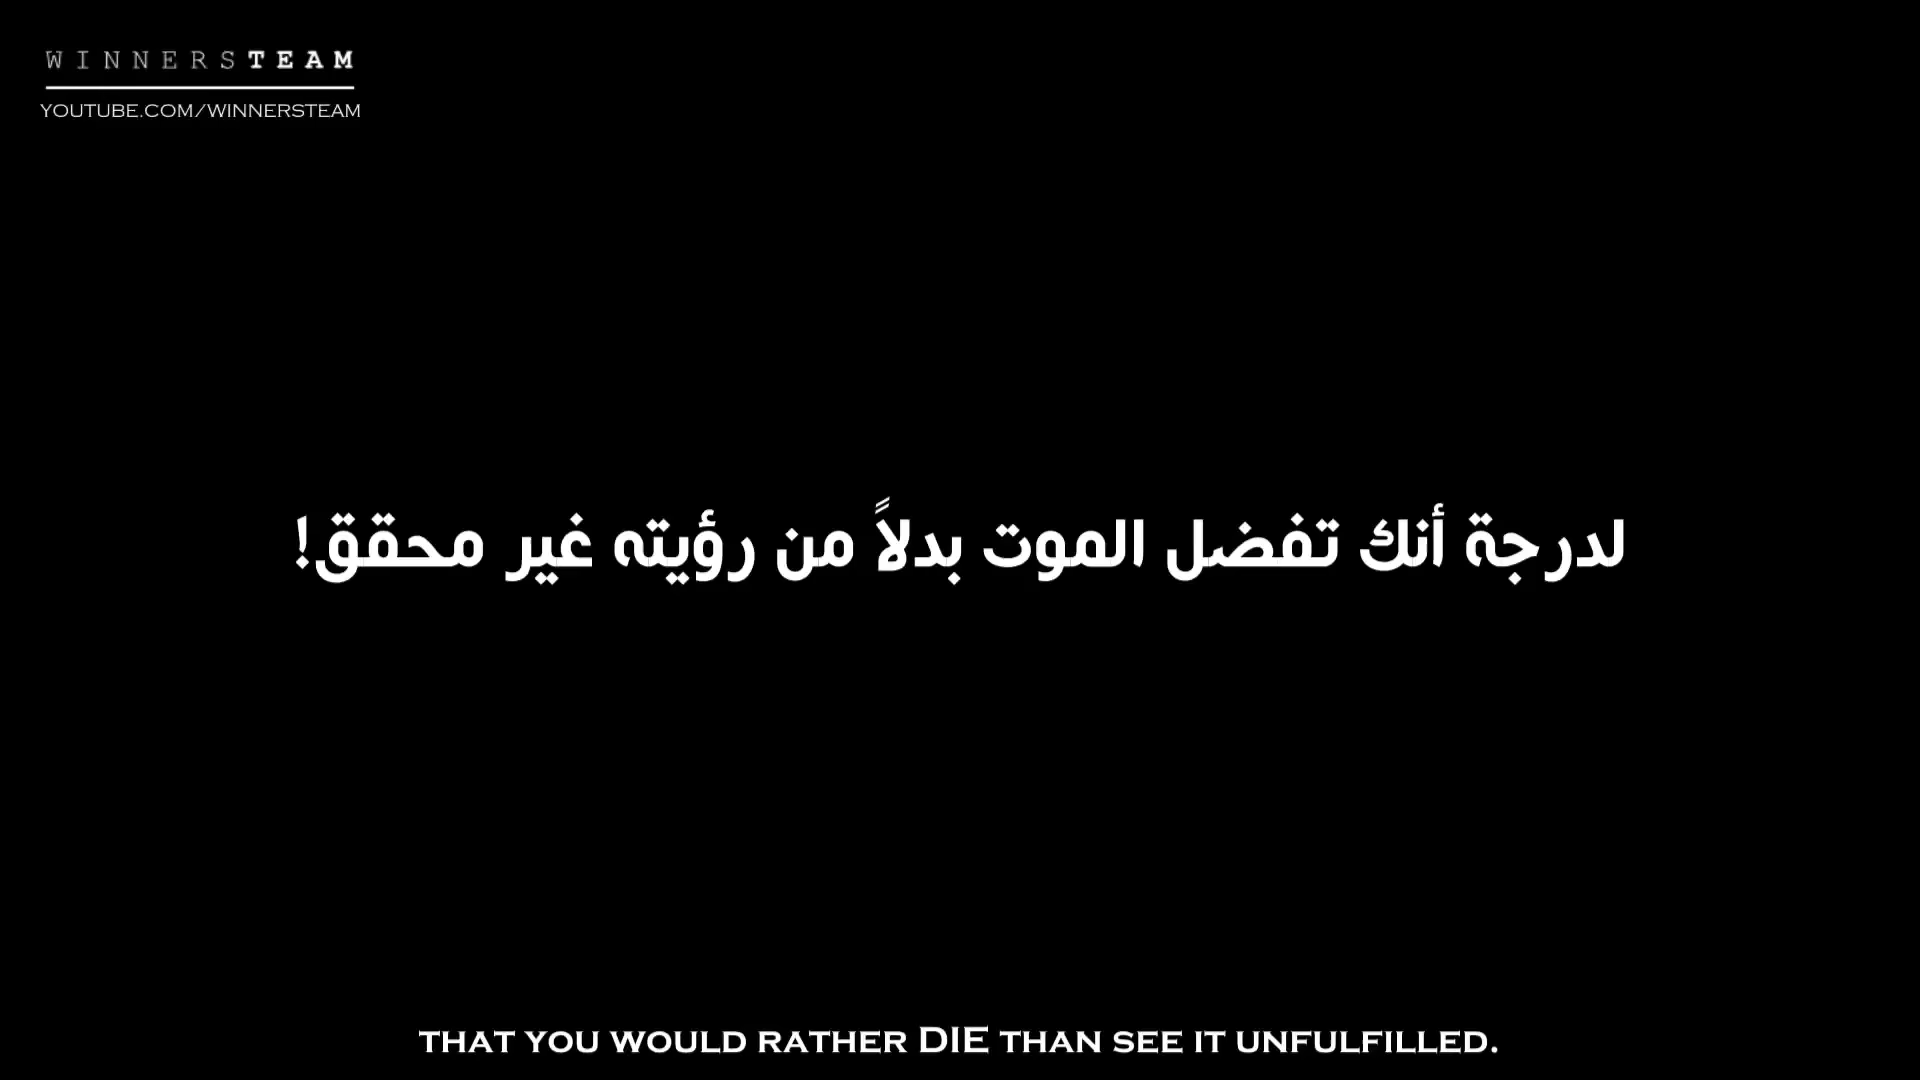 WINNERSTEAM
YOUTUBE.COM/WINNERSTEAM
لدرجة أنك تفضل الموت بدلاً من رؤيته غير محقق!
THAT YOU WOULD RATHER DIE THAN SEE IT UNFULFILLED.